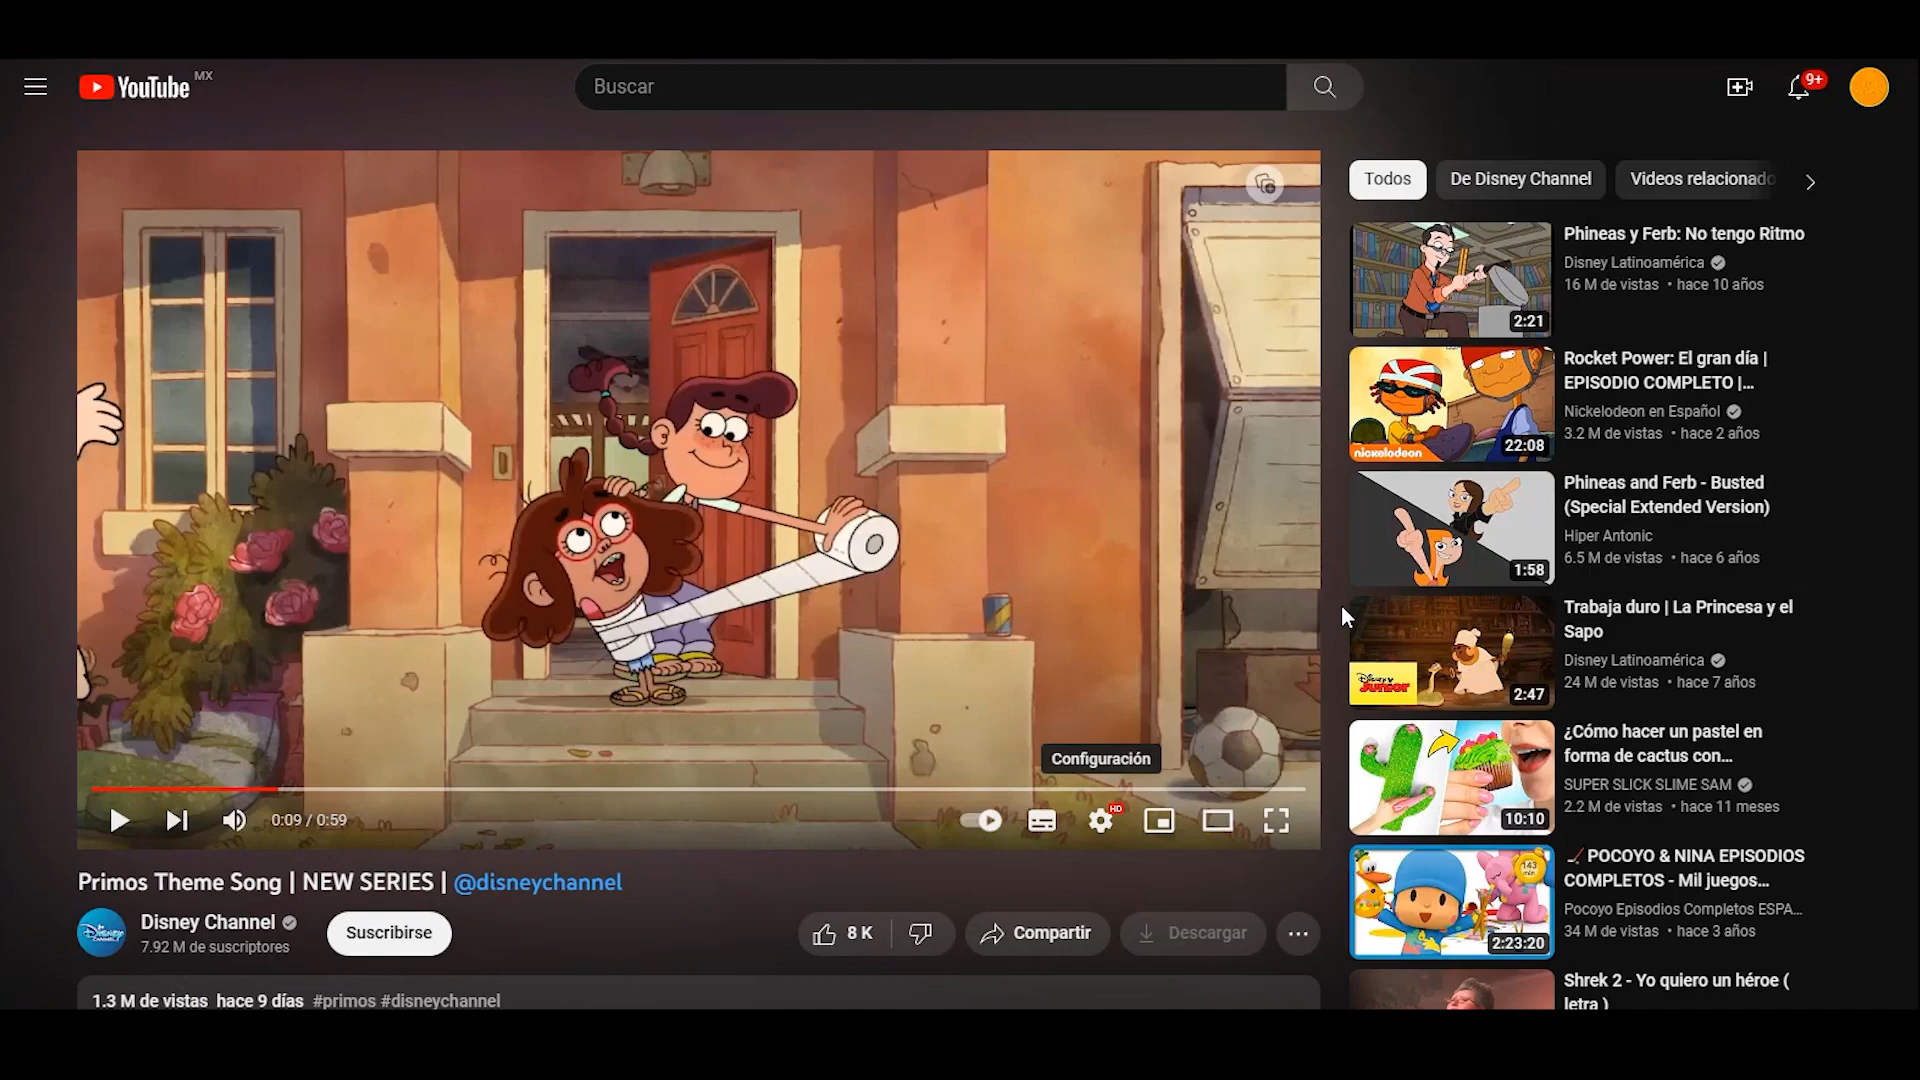 YouTube MX
Buscar
9+
Todos
De Disney Channel
Videos relacionado
Phineas y Ferb: No tengo Ritmo
Disney Latinoamérica
16 M de vistas • hace 10 años
2:21
Rocket Power: El gran día |
EPISODIO COMPLETO |...
Nickelodeon en Español
3.2 M de vistas • hace 2 años
nickelodeon
22:08
Phineas and Ferb - Busted
(Special Extended Version)
Hiper Antonic
6.5 M de vistas • hace 6 años
1:58
Trabaja duro | La Princesa y el
Sapo
Disney Latinoamérica
24 M de vistas • hace 7 años
Disney
Junior
2:47
¿Cómo hacer un pastel en
forma de cactus con...
SUPER SLICK SLIME SAM
2.2 M de vistas • hace 11 meses
10:10
POCOYO & NINA EPISODIOS
COMPLETOS - Mil juegos...
Pocoyo Episodios Completos ESPA...
34 M de vistas • hace 3 años
143
min
2:23:20
Shrek 2 - Yo quiero un héroe (
letra )
Configuración
0:09 / 0:59
HD
Primos Theme Song | NEW SERIES | @disneychannel
Disney Channel
7.92 M de suscriptores
Disney
CHANNEL
Suscribirse
8 K
Compartir
Descargar
1.3 M de vistas hace 9 días #primos #disneychannel